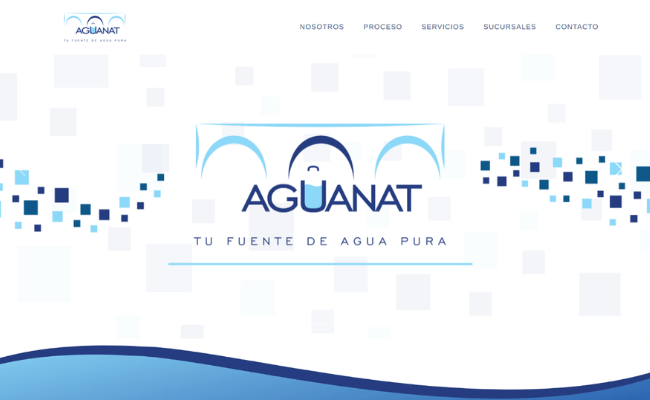 AGUANAT
TU FUENTE DE AGUA PURA
NOSOTROS PROCESO SERVICIOS SUCURSALES CONTACTO
AGUANAT
TU FUENTE DE AGUA PURA